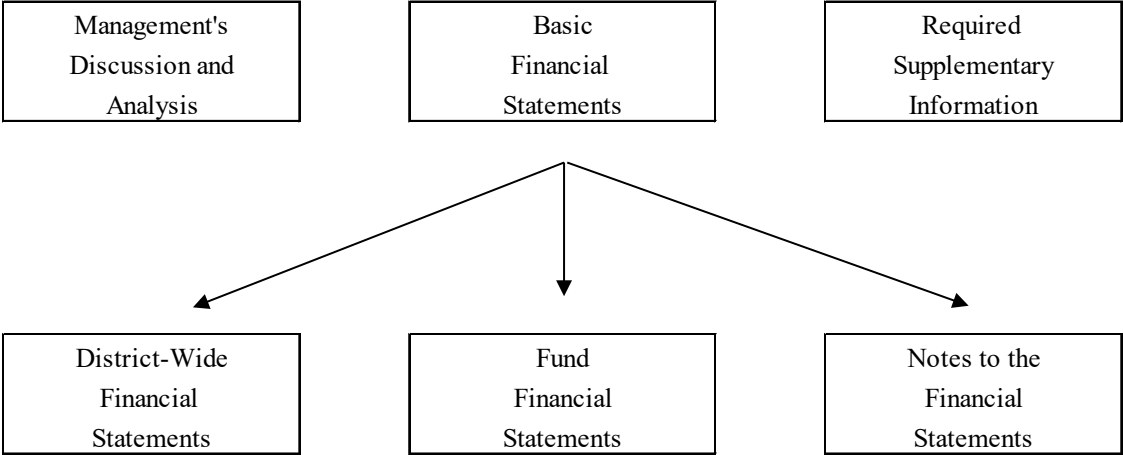 Management's
Discussion and
Analysis
Basic
Financial
Statements
Required
Supplementary
Information
District-Wide
Financial
Statements
Fund
Financial
Statements
Notes to the
Financial
Statements